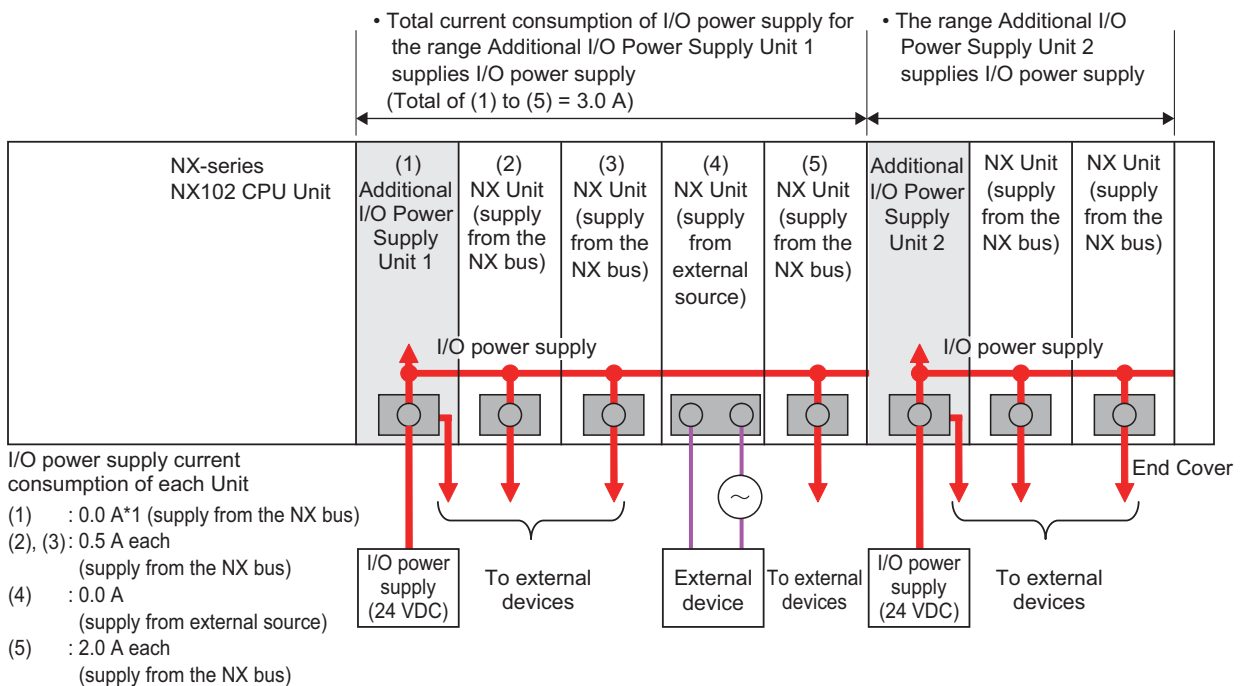 • Total current consumption of I/O power supply for
the range Additional I/O Power Supply Unit 1
supplies I/O power supply
(Total of (1) to (5) = 3.0 A)
• The range Additional I/O
Power Supply Unit 2
supplies I/O power supply
NX-series
NX102 CPU Unit
(1)
Additional
I/O Power
Supply
Unit 1
(2)
NX Unit
(supply
from the
NX bus)
(3)
NX Unit
(supply
from the
NX bus)
(4)
NX Unit
(supply
from
external
source)
(5)
NX Unit
(supply
from the
NX bus)
Additional
I/O Power
Supply
Unit 2
NX Unit
(supply
from the
NX bus)
NX Unit
(supply
from the
NX bus)
I/O power supply
I/O power supply
End Cover
I/O power supply current
consumption of each Unit
(1) : 0.0 A*1 (supply from the NX bus)
(2), (3) : 0.5 A each
(supply from the NX bus)
(4) : 0.0 A
(supply from external source)
(5) : 2.0 A each
(supply from the NX bus)
I/O power
supply
(24 VDC)
To external
devices
~
External
device
To external
devices
I/O power
supply
(24 VDC)
To external
devices